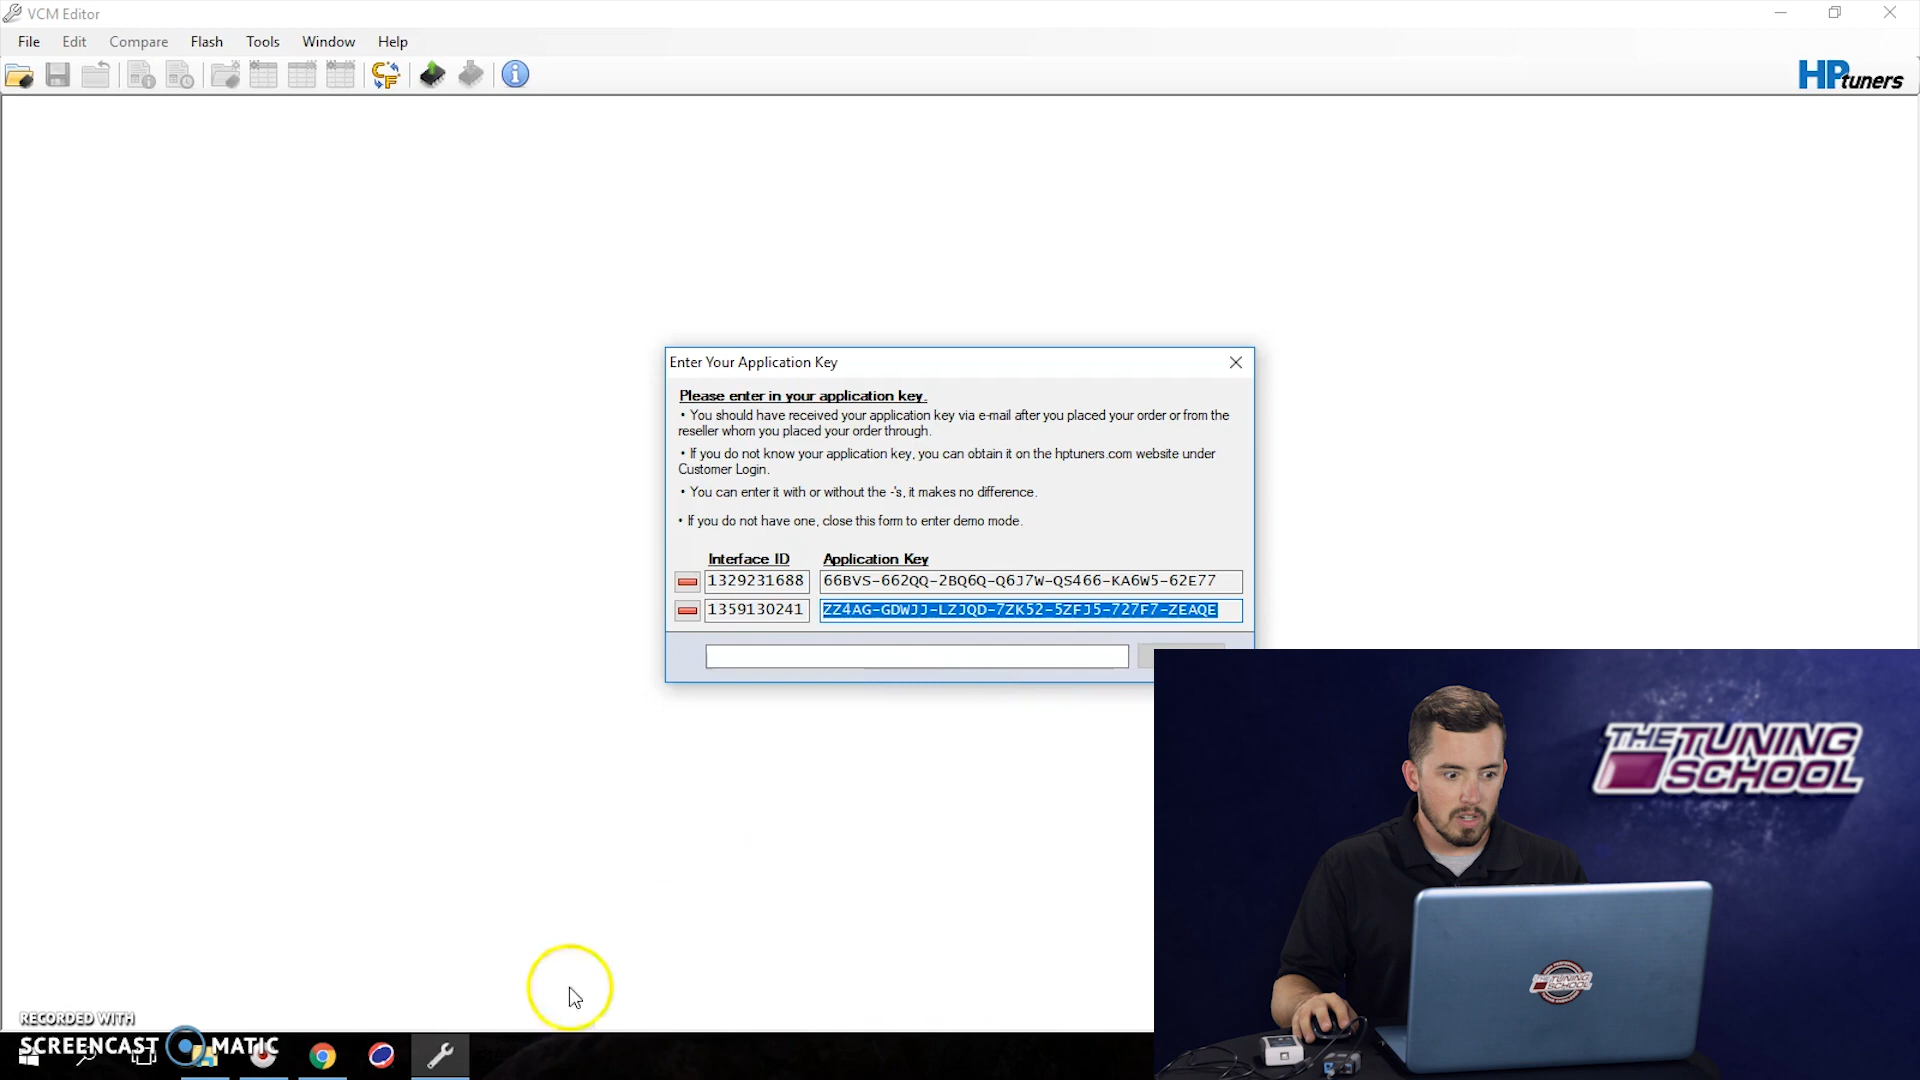 VCM Editor
File Edit Compare Flash Tools Window Help
HPtuners
Enter Your Application Key
Please enter in your application key.
• You should have received your application key via e-mail after you placed your order or from the
reseller whom you placed your order through.
• If you do not know your application key, you can obtain it on the hptuners.com website under
Customer Login.
• You can enter it with or without the -'s, it makes no difference.
• If you do not have one, close this form to enter demo mode.
Interface ID Application Key
1329231688 66BVS-662QQ-2BQ6Q-Q6J7W-QS466-KA6W5-62E77
1359130241 ZZ4AG-GDWJJ-LZJQD-7ZK52-5ZFJ5-727F7-ZEAQE
THE TUNING
SCHOOL
THE TUNING
SCHOOL
RECORDED WITH
SCREENCAST MATIC